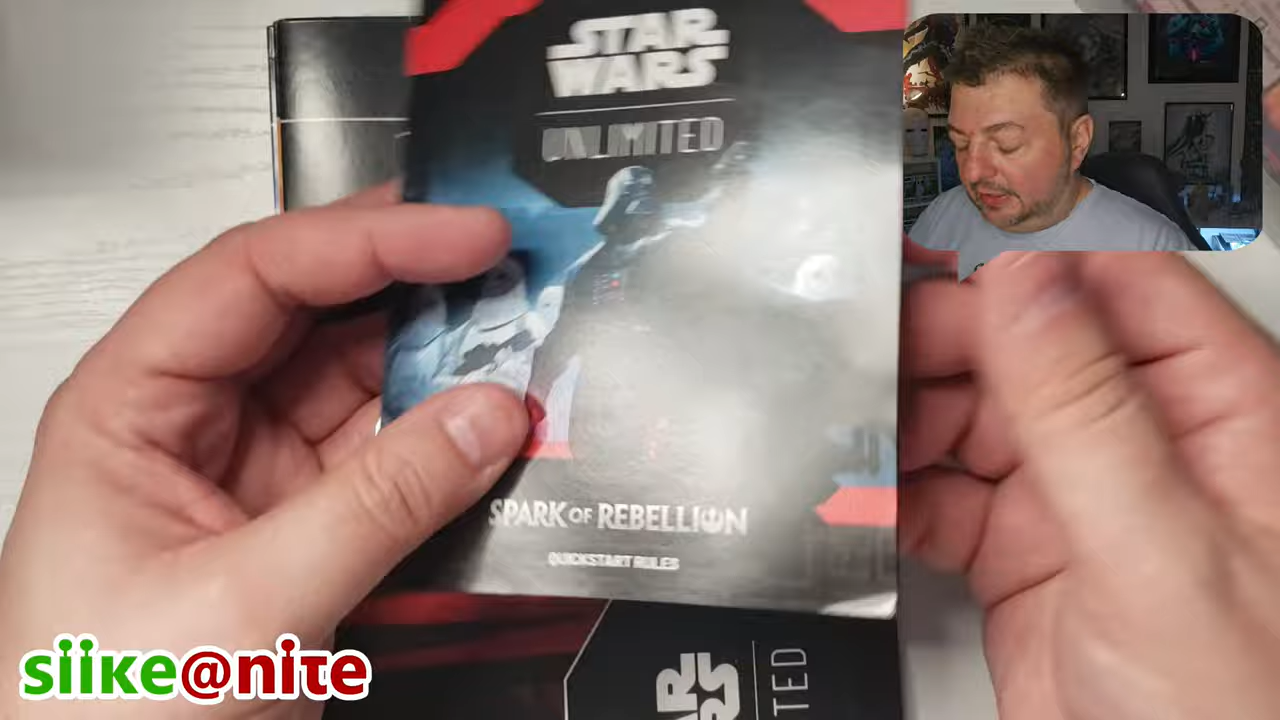 STAR
WARS
UNLIMITED
SPARK OF REBELLION
QUICKSTART RULES
siike@nite